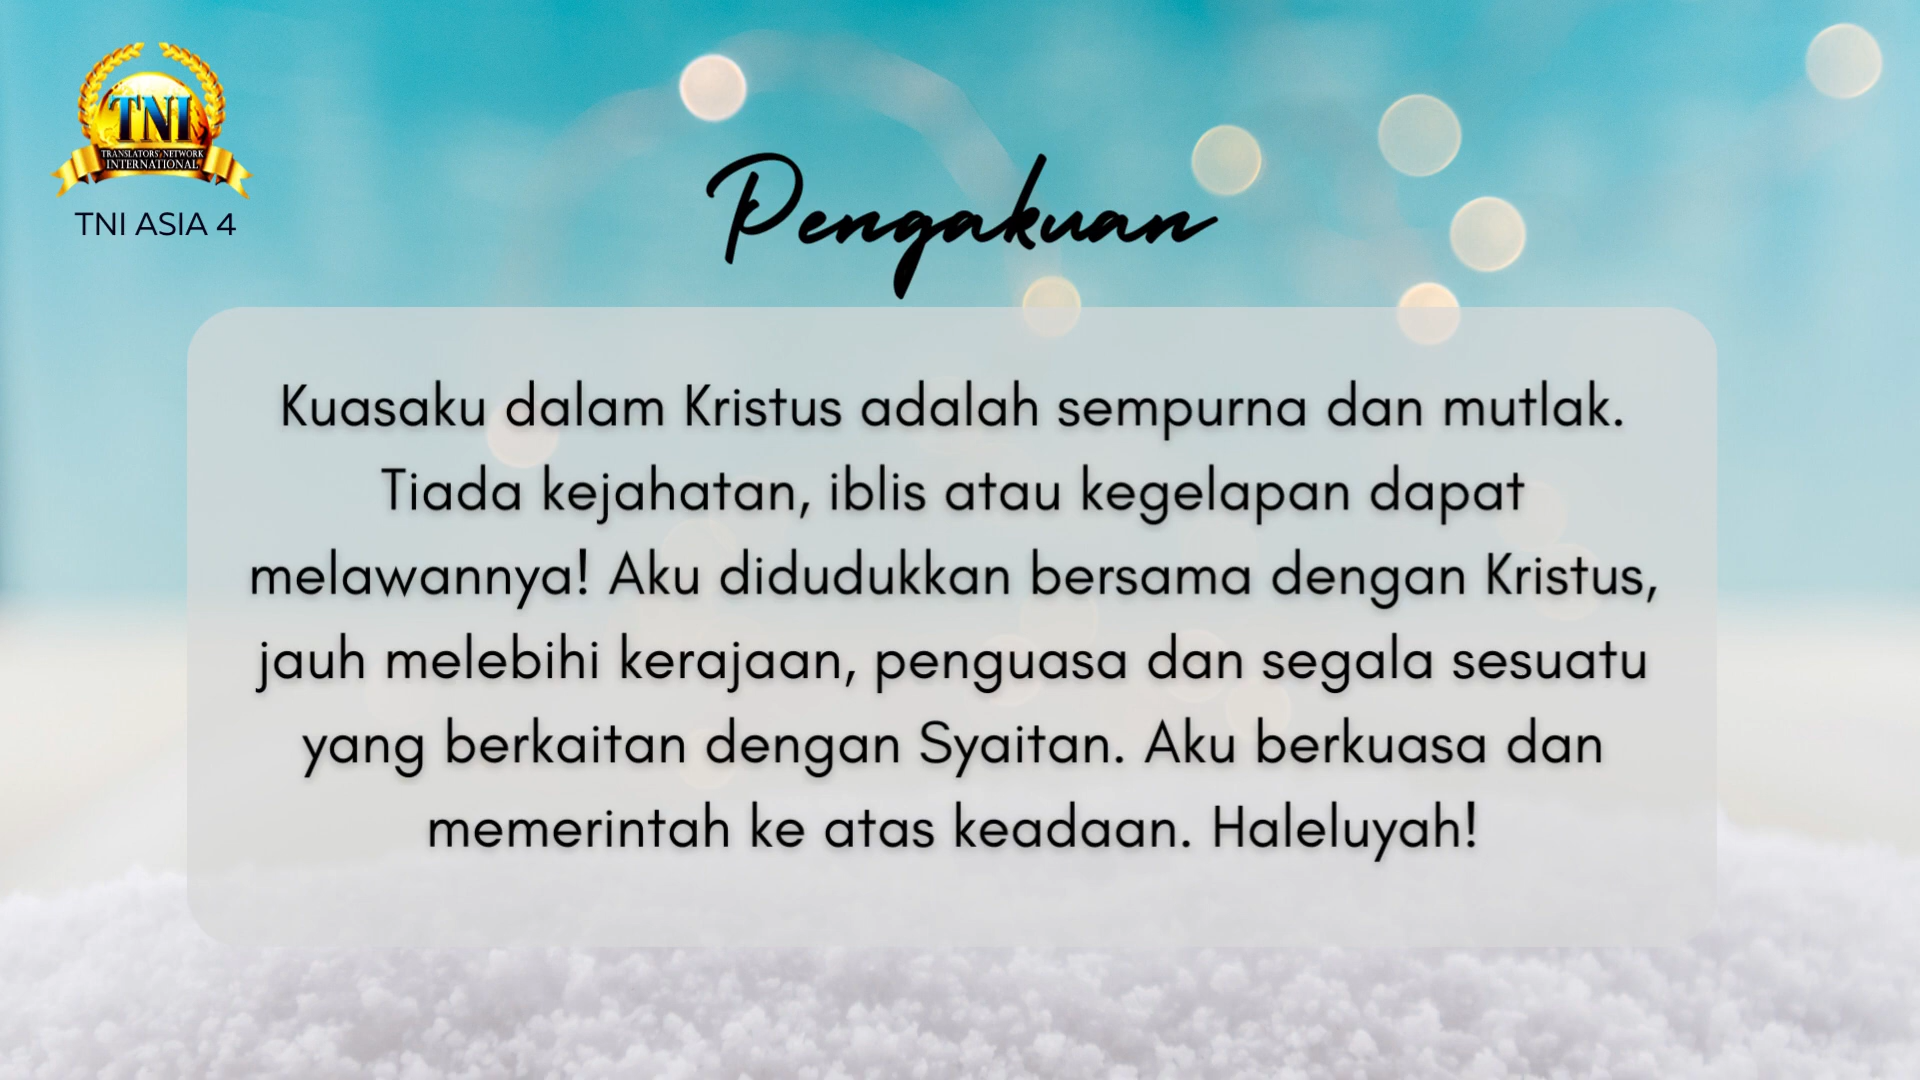 TNI
TRANSLATORS' NETWORK
INTERNATIONAL
TNI ASIA 4
Pengakuan
Kuasaku dalam Kristus adalah sempurna dan mutlak.
Tiada kejahatan, iblis atau kegelapan dapat
melawannya! Aku didudukkan bersama dengan Kristus,
jauh melebihi kerajaan, penguasa dan segala sesuatu
yang berkaitan dengan Syaitan. Aku berkuasa dan
memerintah ke atas keadaan. Haleluyah!